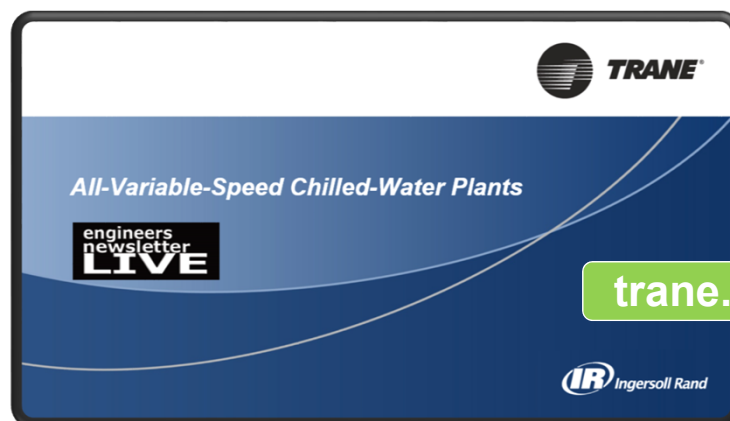 TRANE®
All-Variable-Speed Chilled-Water Plants
engineers
newsletter
LIVE
trane.
IR Ingersoll Rand